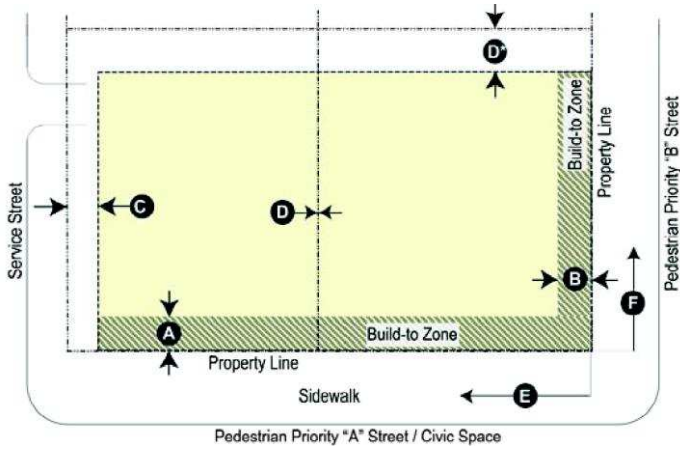 D*
Build-to Zone
Property Line
Pedestrian Priority "B" Street
Service Street
C
D
B
F
A
Build-to Zone
Property Line
Sidewalk
E
Pedestrian Priority "A" Street / Civic Space